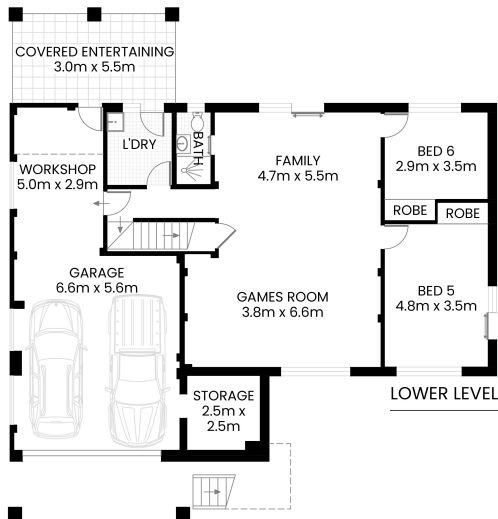 COVERED ENTERTAINING
3.0m x 5.5m
L'DRY
BATH
WORKSHOP
5.0m x 2.9m
FAMILY
4.7m x 5.5m
BED 6
2.9m x 3.5m
ROBE
ROBE
GARAGE
6.6m x 5.6m
GAMES ROOM
3.8m x 6.6m
BED 5
4.8m x 3.5m
STORAGE
2.5m x
2.5m
LOWER LEVEL